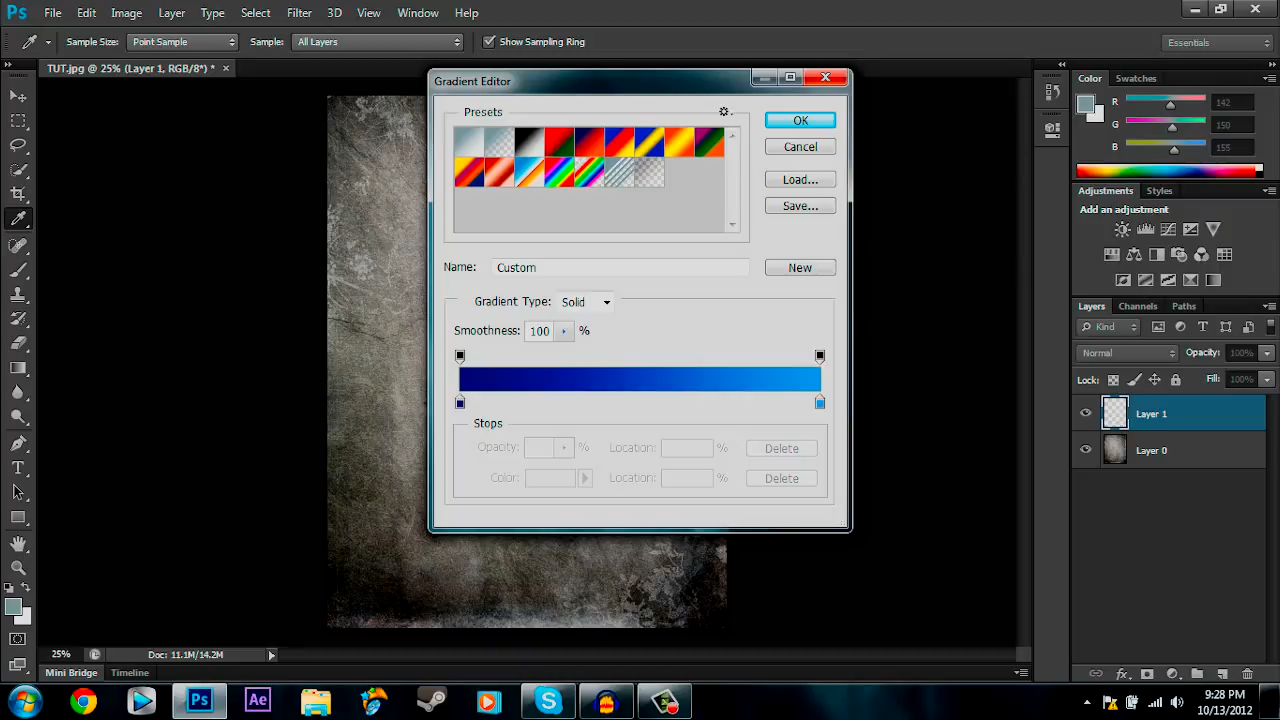 Ps File Edit Image Layer Type Select Filter 3D View Window Help
Sample Size: Point Sample Sample: All Layers Show Sampling Ring Essentials
TUT.jpg @ 25% (Layer 1, RGB/8*) * ×
Gradient Editor
Presets
OK
Cancel
Load...
Save...
Name: Custom New
Gradient Type: Solid
Smoothness: 100 %
Stops
Opacity: % Location: % Delete
Color: Location: % Delete
Color Swatches
R 142
G 150
B 155
Adjustments Styles
Add an adjustment
Layers Channels Paths
Kind
Normal Opacity: 100%
Lock: Fill: 100%
Layer 1
Layer 0
25% Doc: 11.1M/14.2M
Mini Bridge Timeline
Ps Ae
9:28 PM
10/13/2012